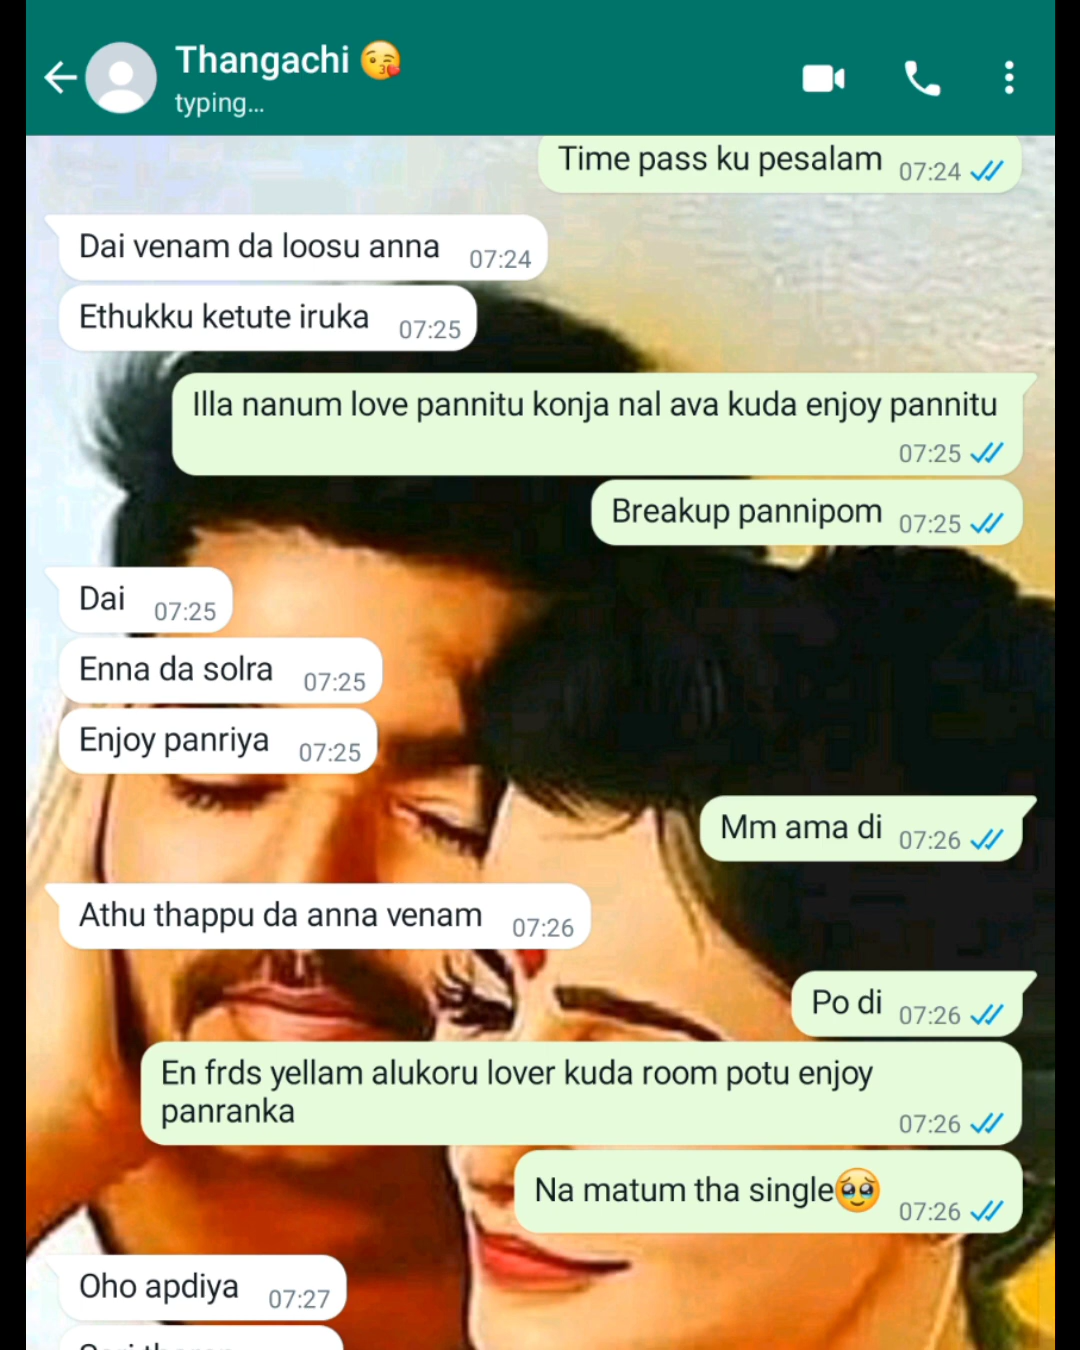 Thangachi 😘
typing...
Time pass ku pesalam 07:24
Dai venam da loosu anna 07:24
Ethukku ketute iruka 07:25
Illa nanum love pannitu konja nal ava kuda enjoy pannitu
07:25
Breakup pannipom 07:25
Dai 07:25
Enna da solra 07:25
Enjoy panriya 07:25
Mm ama di 07:26
Athu thappu da anna venam 07:26
Po di 07:26
En frds yellam alukoru lover kuda room potu enjoy
panranka 07:26
Na matum tha single🥹 07:26
Oho apdiya 07:27